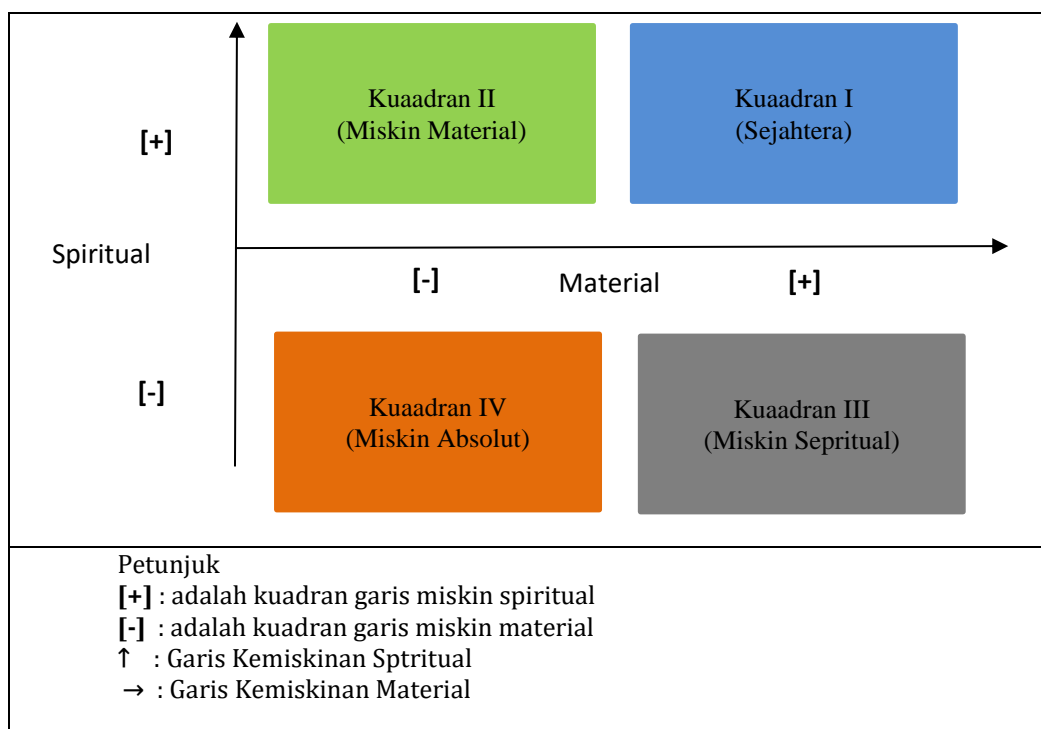 Kuaadran II
(Miskin Material)
Kuaadran I
(Sejahtera)
[+]
Spiritual
[-]
Material
[+]
[-]
Kuaadran IV
(Miskin Absolut)
Kuaadran III
(Miskin Sepritual)
Petunjuk
[+] : adalah kuadran garis miskin spiritual
[-] : adalah kuadran garis miskin material
↑ : Garis Kemiskinan Sptritual
→ : Garis Kemiskinan Material